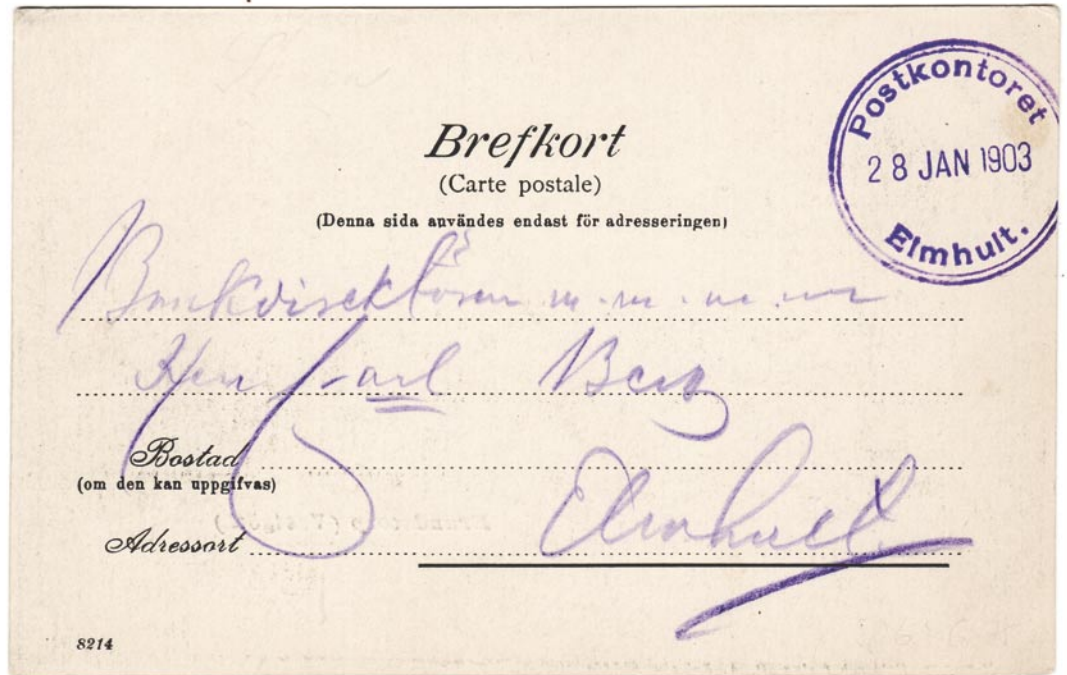 Postkontoret
28 JAN 1903
Elmhult.
Brefkort
(Carte postale)
(Denna sida användes endast för adresseringen)
Bankdirektören m.m. m.m.
Herr Carl Berg
Bostad
(om den kan uppgifvas)
Elmhult.
Adressort
8214